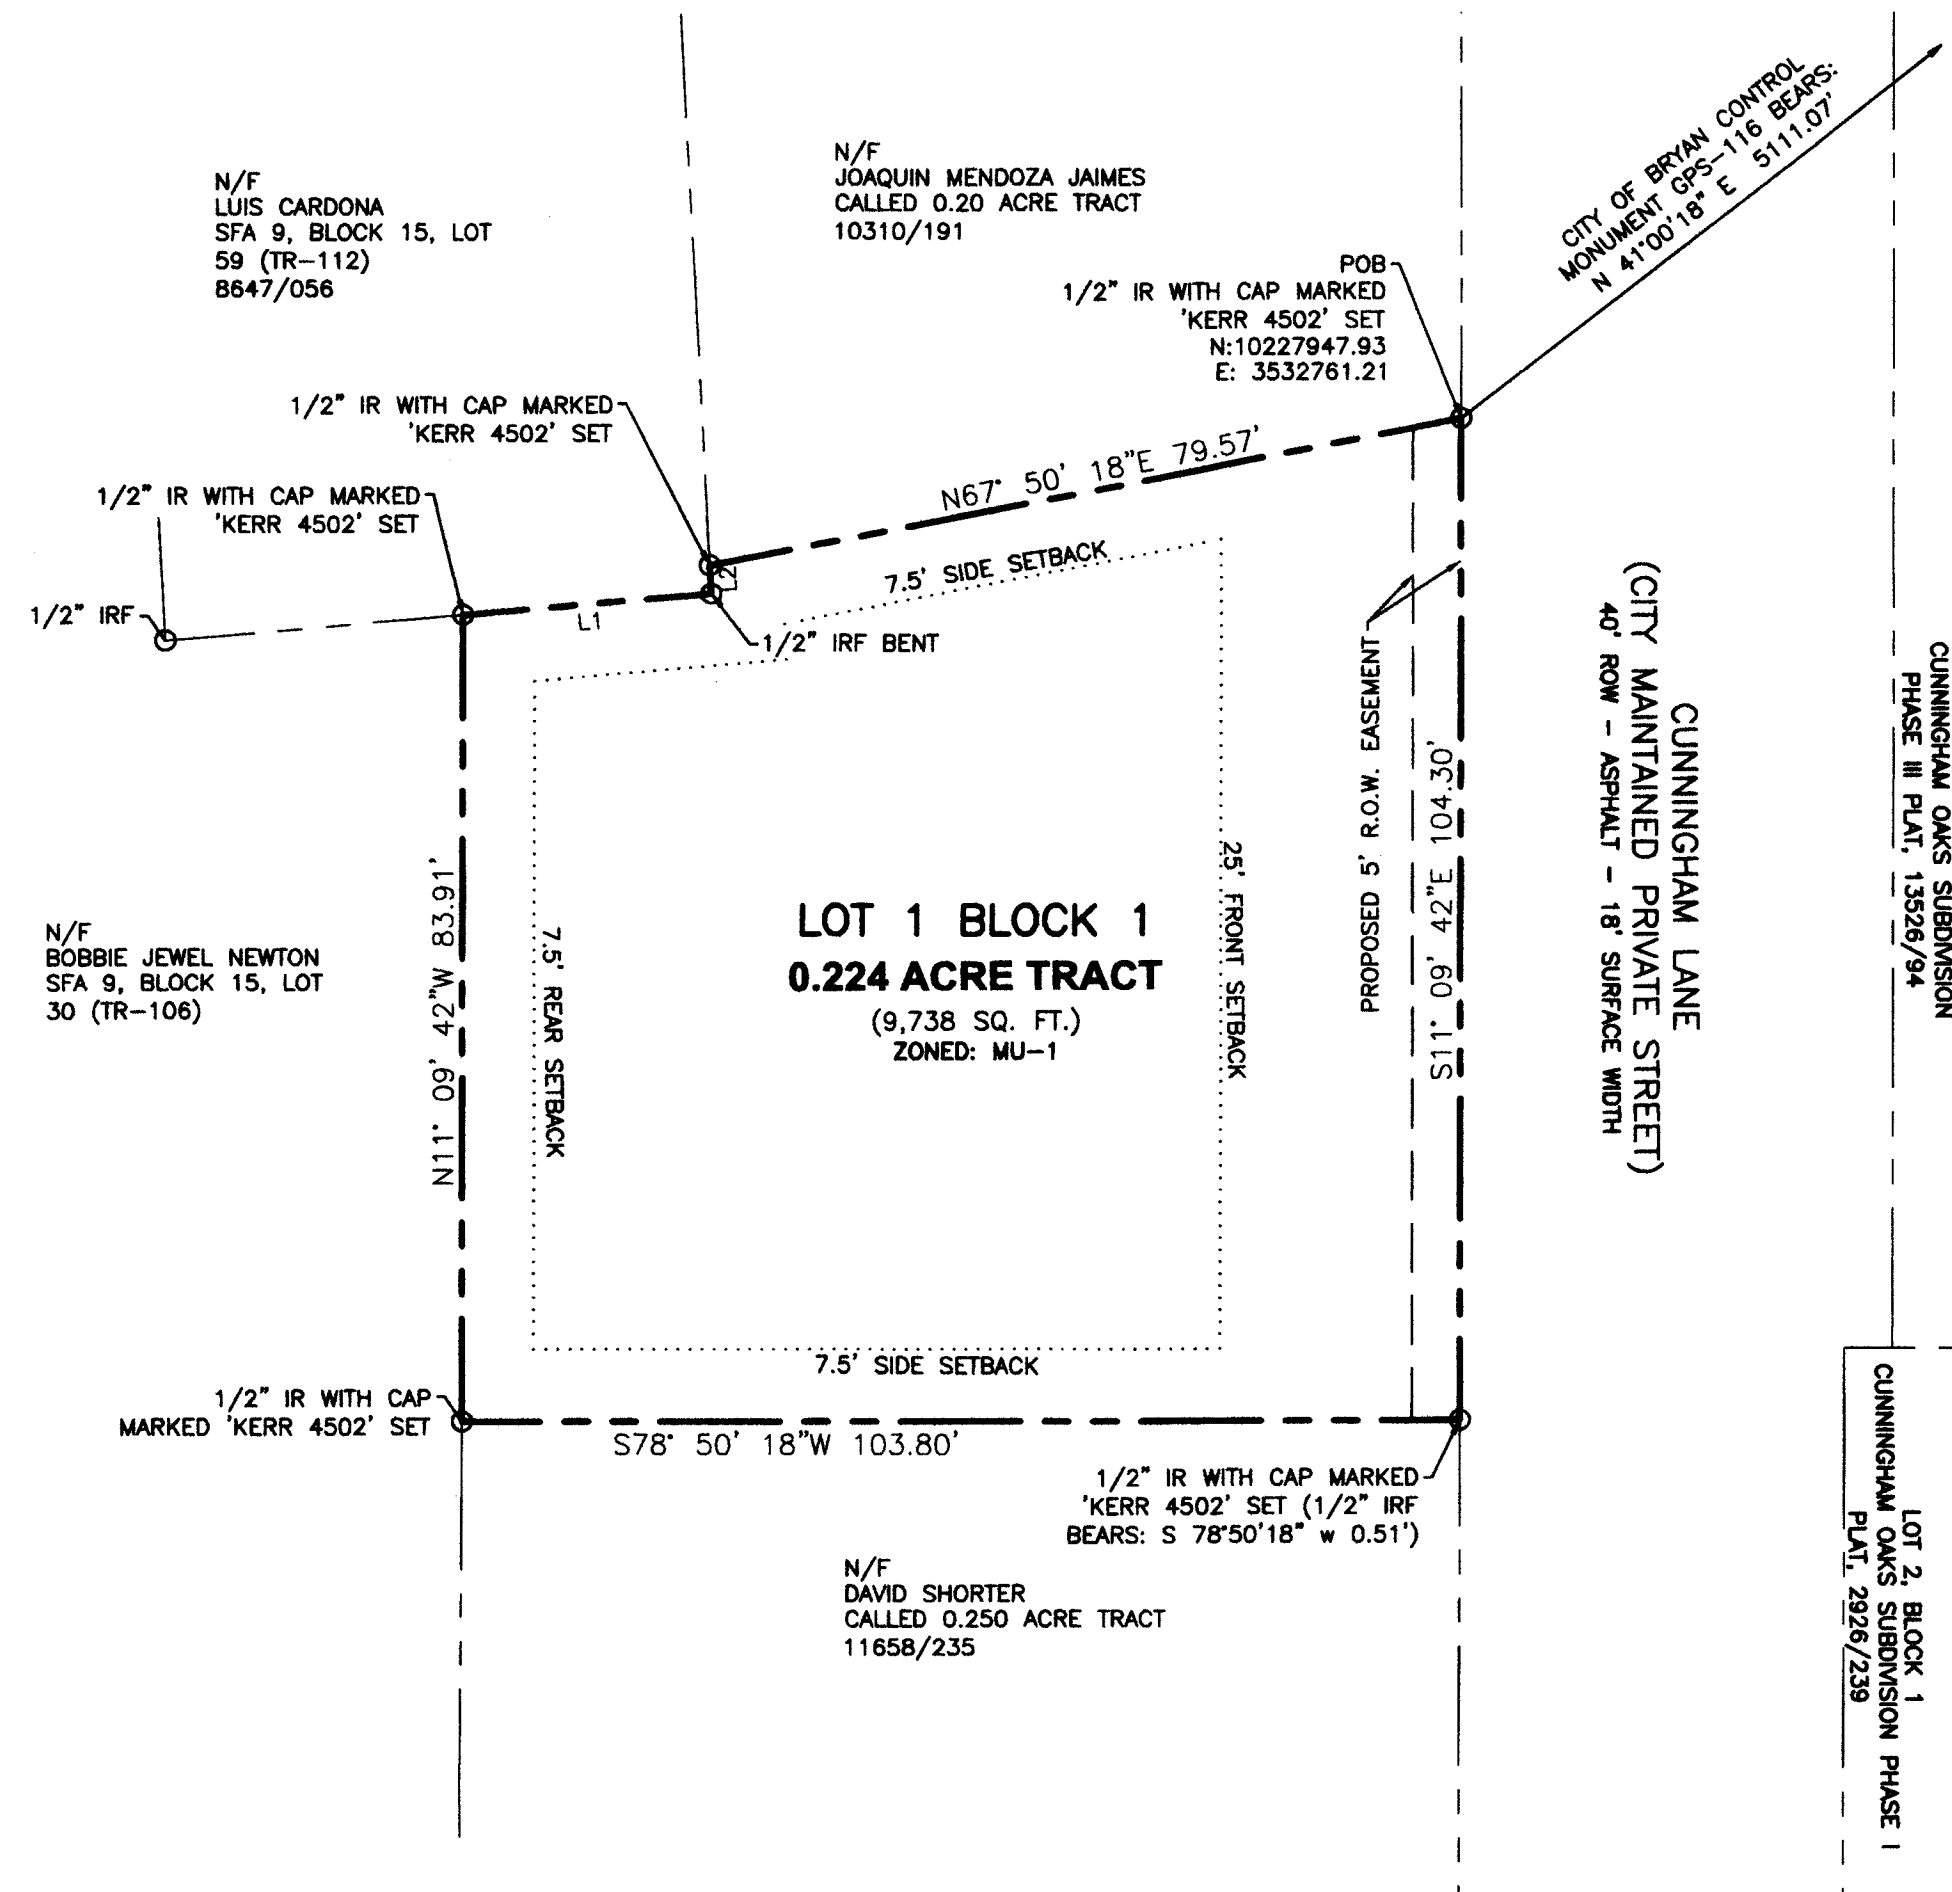 N/F
LUIS CARDONA
SFA 9, BLOCK 15, LOT
59 (TR-112)
8647/056
N/F
JOAQUIN MENDOZA JAIMES
CALLED 0.20 ACRE TRACT
10310/191
CITY OF BRYAN CONTROL
MONUMENT GPS-116 BEARS:
N 41°00'18" E 5111.07'
POB
1/2" IR WITH CAP MARKED
'KERR 4502' SET
N:10227947.93
E: 3532761.21
1/2" IR WITH CAP MARKED
'KERR 4502' SET
1/2" IR WITH CAP MARKED
'KERR 4502' SET
1/2" IRF
N67° 50' 18"E 79.57'
L2
L1
7.5' SIDE SETBACK
1/2" IRF BENT
PROPOSED 5' R.O.W. EASEMENT
S11° 09' 42"E 104.30'
CUNNINGHAM LANE
(CITY MAINTAINED PRIVATE STREET)
40' ROW - ASPHALT - 18' SURFACE WIDTH
CUNNINGHAM OAKS SUBDIVISION
PHASE III PLAT, 13526/94
N11° 09' 42"W 83.91'
7.5' REAR SETBACK
25' FRONT SETBACK
LOT 1 BLOCK 1
0.224 ACRE TRACT
(9,738 SQ. FT.)
ZONED: MU-1
N/F
BOBBIE JEWEL NEWTON
SFA 9, BLOCK 15, LOT
30 (TR-106)
7.5' SIDE SETBACK
1/2" IR WITH CAP
MARKED 'KERR 4502' SET
S78° 50' 18"W 103.80'
1/2" IR WITH CAP MARKED
'KERR 4502' SET (1/2" IRF
BEARS: S 78°50'18" w 0.51')
N/F
DAVID SHORTER
CALLED 0.250 ACRE TRACT
11658/235
LOT 2, BLOCK 1
CUNNINGHAM OAKS SUBDIVISION PHASE I
PLAT, 2926/239